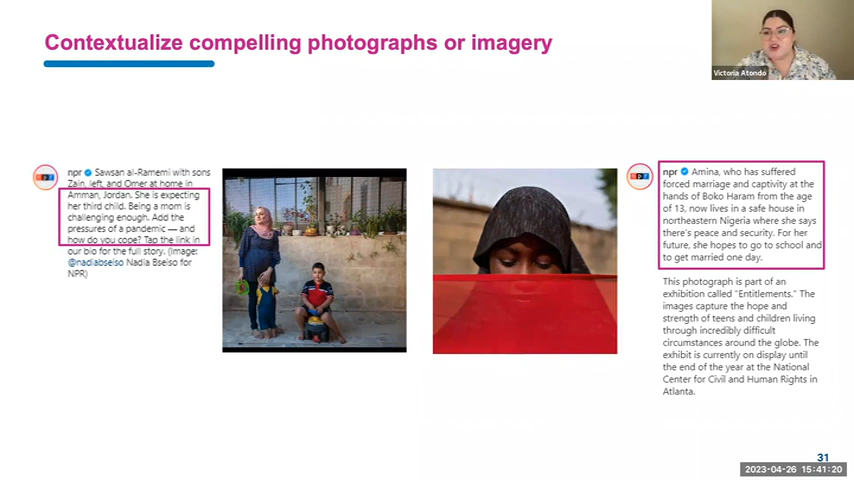 Contextualize compelling photographs or imagery
Victoria Atondo
npr Sawsan al-Ramemi with sons
Zain, left, and Omer at home in
Amman, Jordan. She is expecting
her third child. Being a mom is
challenging enough. Add the
pressures of a pandemic — and
how do you cope? Tap the link in
our bio for the full story. (Image:
@nadiabseiso Nadia Bseiso for
NPR)
npr Amina, who has suffered
forced marriage and captivity at the
hands of Boko Haram from the age
of 13, now lives in a safe house in
northeastern Nigeria where she says
there's peace and security. For her
future, she hopes to go to school and
to get married one day.
This photograph is part of an
exhibition called "Entitlements." The
images capture the hope and
strength of teens and children living
through incredibly difficult
circumstances around the globe. The
exhibit is currently on display until
the end of the year at the National
Center for Civil and Human Rights in
Atlanta.
31
2023-04-26 15:41:20